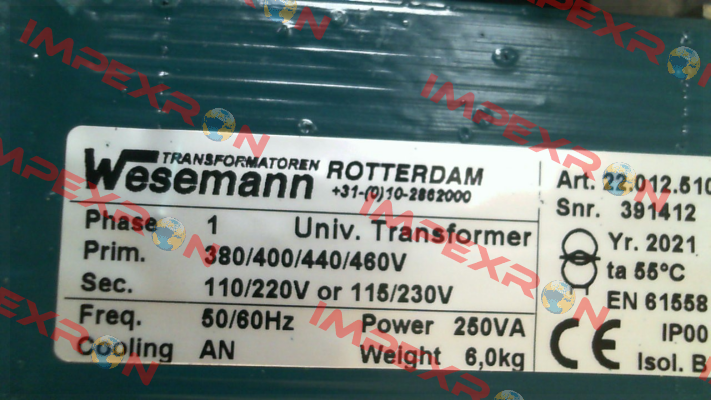 Wesemann TRANSFORMATOREN ROTTERDAM
+31-(0)10-2862000
Phase 1 Univ. Transformer
Prim. 380/400/440/460V
Sec. 110/220V or 115/230V
Freq. 50/60Hz Power 250VA
Cooling AN Weight 6,0kg
Art. 22.012.510
Snr. 391412
Yr. 2021
ta 55°C
EN 61558
CE IP00
Isol. B
IMPEXRON
IMPEXRON
IMPEXRON
IMPEXRON
IMPEXRON